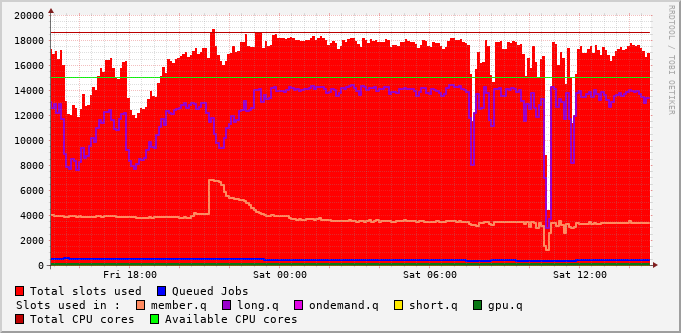 20000
18000
16000
14000
12000
10000
8000
6000
4000
2000
0
Fri 18:00 Sat 00:00 Sat 06:00 Sat 12:00
RRDTOOL / TOBI OETIKER
Total slots used Queued Jobs
Slots used in : member.q long.q ondemand.q short.q gpu.q
Total CPU cores Available CPU cores